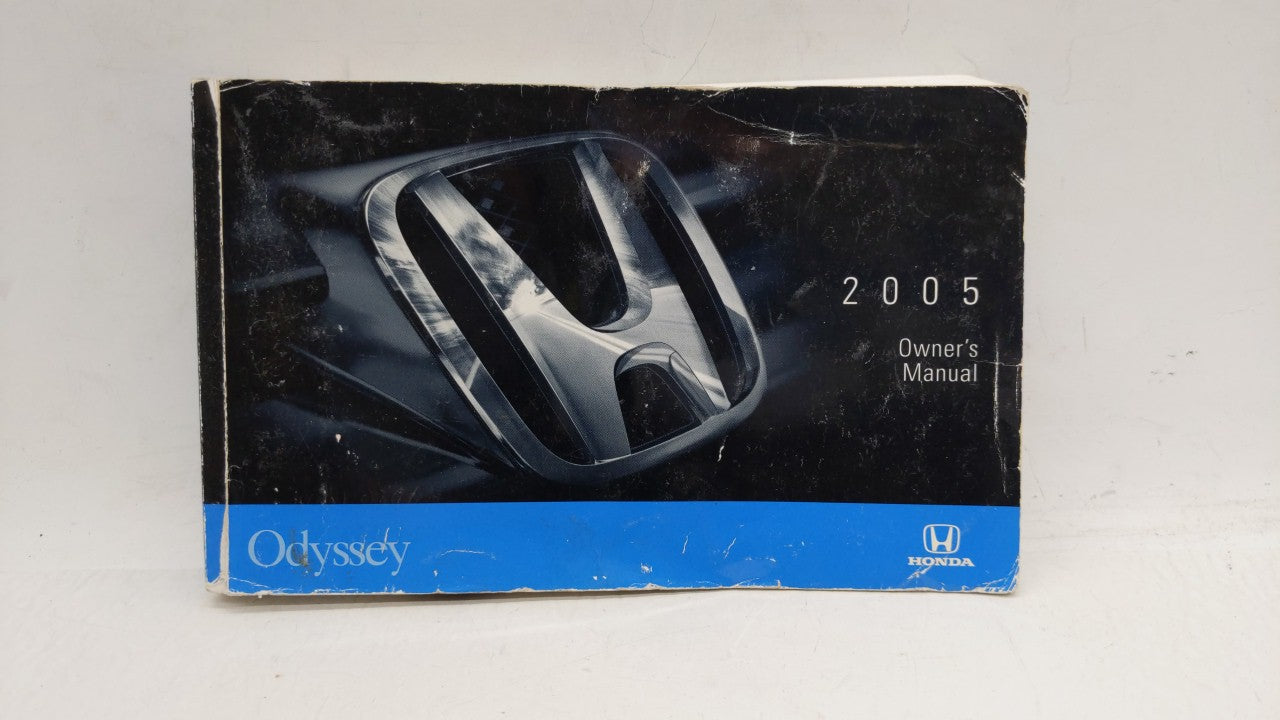 2005
Owner's
Manual
Odyssey
HONDA